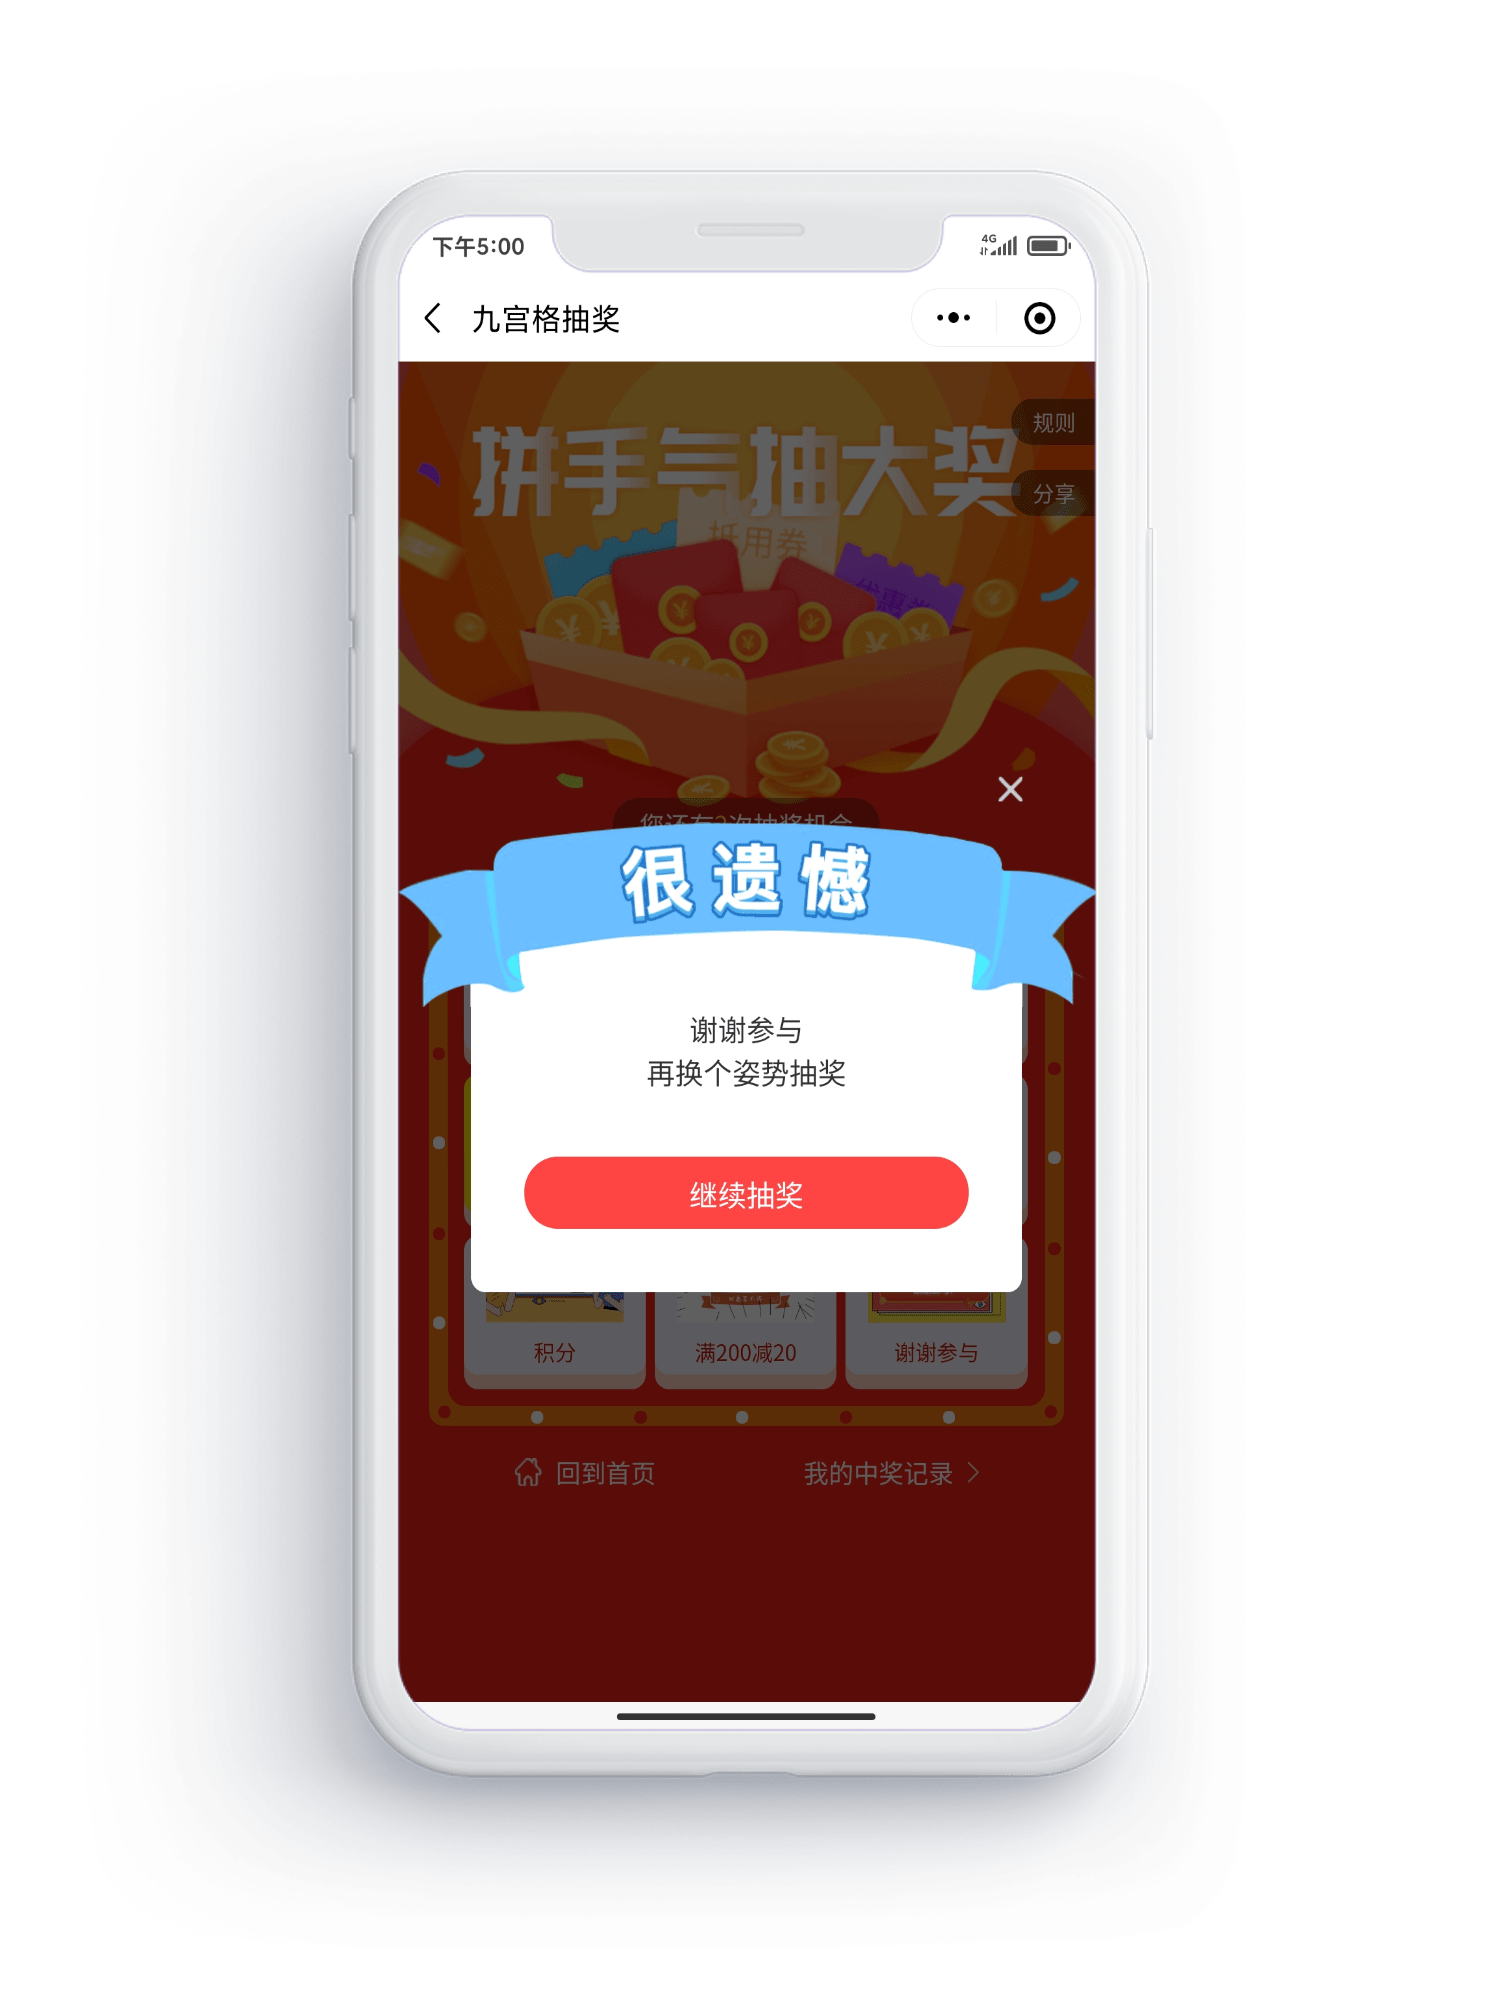 下午5:00
4G
九宫格抽奖
规则
拼手气抽大奖
分享
抵用券
优惠券
您还有2次抽奖机会
很遗憾
谢谢参与
再换个姿势抽奖
继续抽奖
积分
满200减20
谢谢参与
回到首页
我的中奖记录